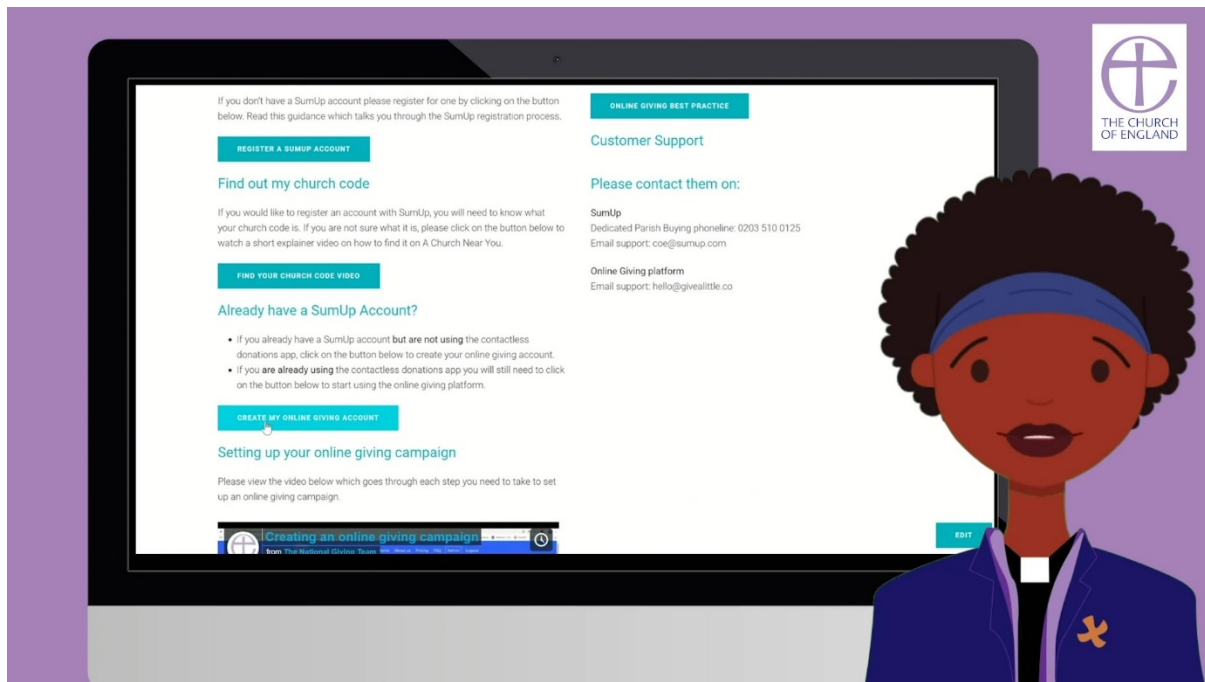 If you don't have a SumUp account please register for one by clicking on the button
below. Read this guidance which talks you through the SumUp registration process.
REGISTER A SUMUP ACCOUNT
Find out my church code
If you would like to register an account with SumUp, you will need to know what
your church code is. If you are not sure what it is, please click on the button below to
watch a short explainer video on how to find it on A Church Near You.
FIND YOUR CHURCH CODE VIDEO
Already have a SumUp Account?
• If you already have a SumUp account but are not using the contactless
donations app, click on the button below to create your online giving account.
• If you are already using the contactless donations app you will still need to click
on the button below to start using the online giving platform.
CREATE MY ONLINE GIVING ACCOUNT
Setting up your online giving campaign
Please view the video below which goes through each step you need to take to set
up an online giving campaign.
Creating an online giving campaign
from The National Giving Team
ONLINE GIVING BEST PRACTICE
Customer Support
Please contact them on:
SumUp
Dedicated Parish Buying phoneline: 0203 510 0125
Email support: coe@sumup.com
Online Giving platform
Email support: hello@givealittle.co
EDIT
THE CHURCH
OF ENGLAND